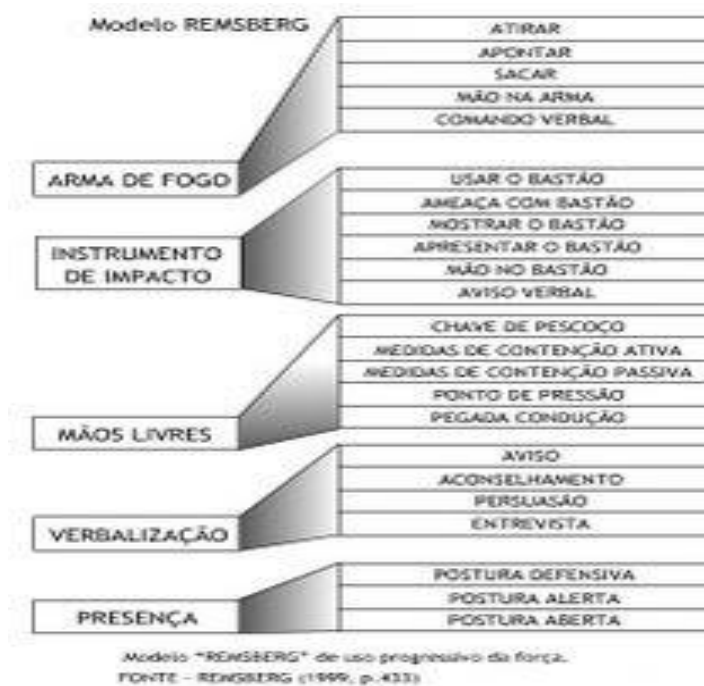 Modelo REMSBERG
ATIRAR
APONTAR
SACAR
MÃO NA ARMA
COMANDO VERBAL
ARMA DE FOGO
USAR O BASTÃO
AMEAÇA COM BASTÃO
MOSTRAR O BASTÃO
APRESENTAR O BASTÃO
MÃO NO BASTÃO
AVISO VERBAL
INSTRUMENTO
DE IMPACTO
CHAVE DE PESCOÇO
MEDIDAS DE CONTENÇÃO ATIVA
MEDIDAS DE CONTENÇÃO PASSIVA
PONTO DE PRESSÃO
PEGADA CONDUÇÃO
MÃOS LIVRES
AVISO
ACONSELHAMENTO
PERSUASÃO
ENTREVISTA
VERBALIZAÇÃO
POSTURA DEFENSIVA
POSTURA ALERTA
POSTURA ABERTA
PRESENÇA
Modelo "REMSBERG" de uso progressivo da força.
FONTE - REMSBERG (1999, p.433)